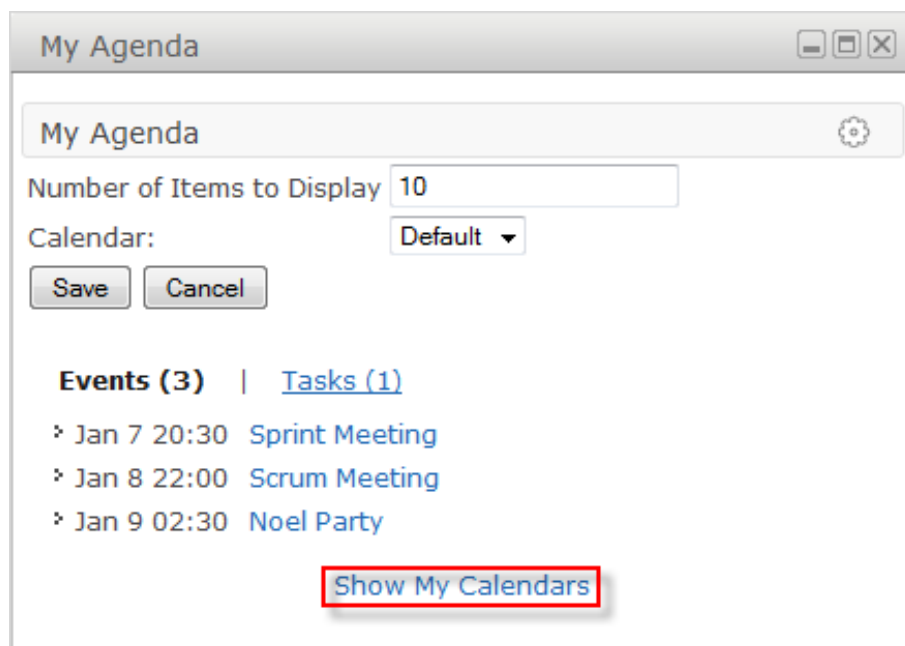 My Agenda
My Agenda
Number of Items to Display 10
Calendar: Default
Save Cancel
Events (3) | Tasks (1)
Jan 7 20:30 Sprint Meeting
Jan 8 22:00 Scrum Meeting
Jan 9 02:30 Noel Party
Show My Calendars